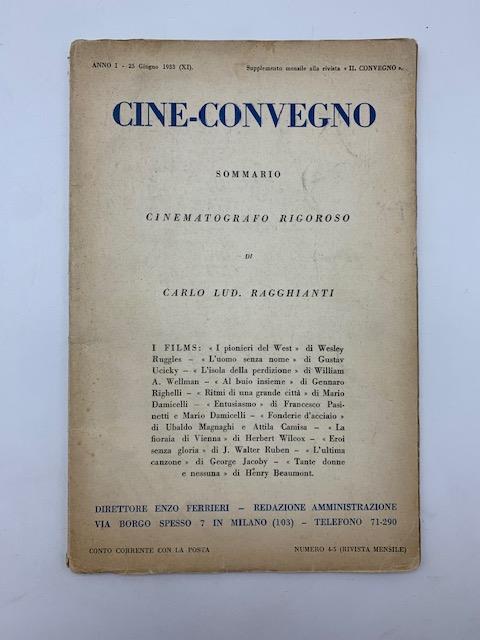 ANNO I - 25 Giugno 1933 (XI). Supplemento mensile alla rivista « IL CONVEGNO ».
CINE-CONVEGNO
SOMMARIO
CINEMATOGRAFO RIGOROSO
DI
CARLO LUD. RAGGHIANTI
I FILMS: « I pionieri del West » di Wesley
Ruggles - « L'uomo senza nome » di Gustav
Ucicky - « L'isola della perdizione » di William
A. Wellman - « Al buio insieme » di Gennaro
Righelli - « Ritmi di una grande città » di Mario
Damicelli - « Entusiasmo » di Francesco Pasi-
netti e Mario Damicelli - « Fonderie d'acciaio »
di Ubaldo Magnaghi e Attila Camisa - « La
fioraia di Vienna » di Herbert Wilcox - « Eroi
senza gloria » di J. Walter Ruben - « L'ultima
canzone » di George Jacoby - « Tante donne
e nessuna » di Henry Beaumont.
DIRETTORE ENZO FERRIERI - REDAZIONE AMMINISTRAZIONE
VIA BORGO SPESSO 7 IN MILANO (103) - TELEFONO 71-290
CONTO CORRENTE CON LA POSTA NUMERO 4-5 (RIVISTA MENSILE)